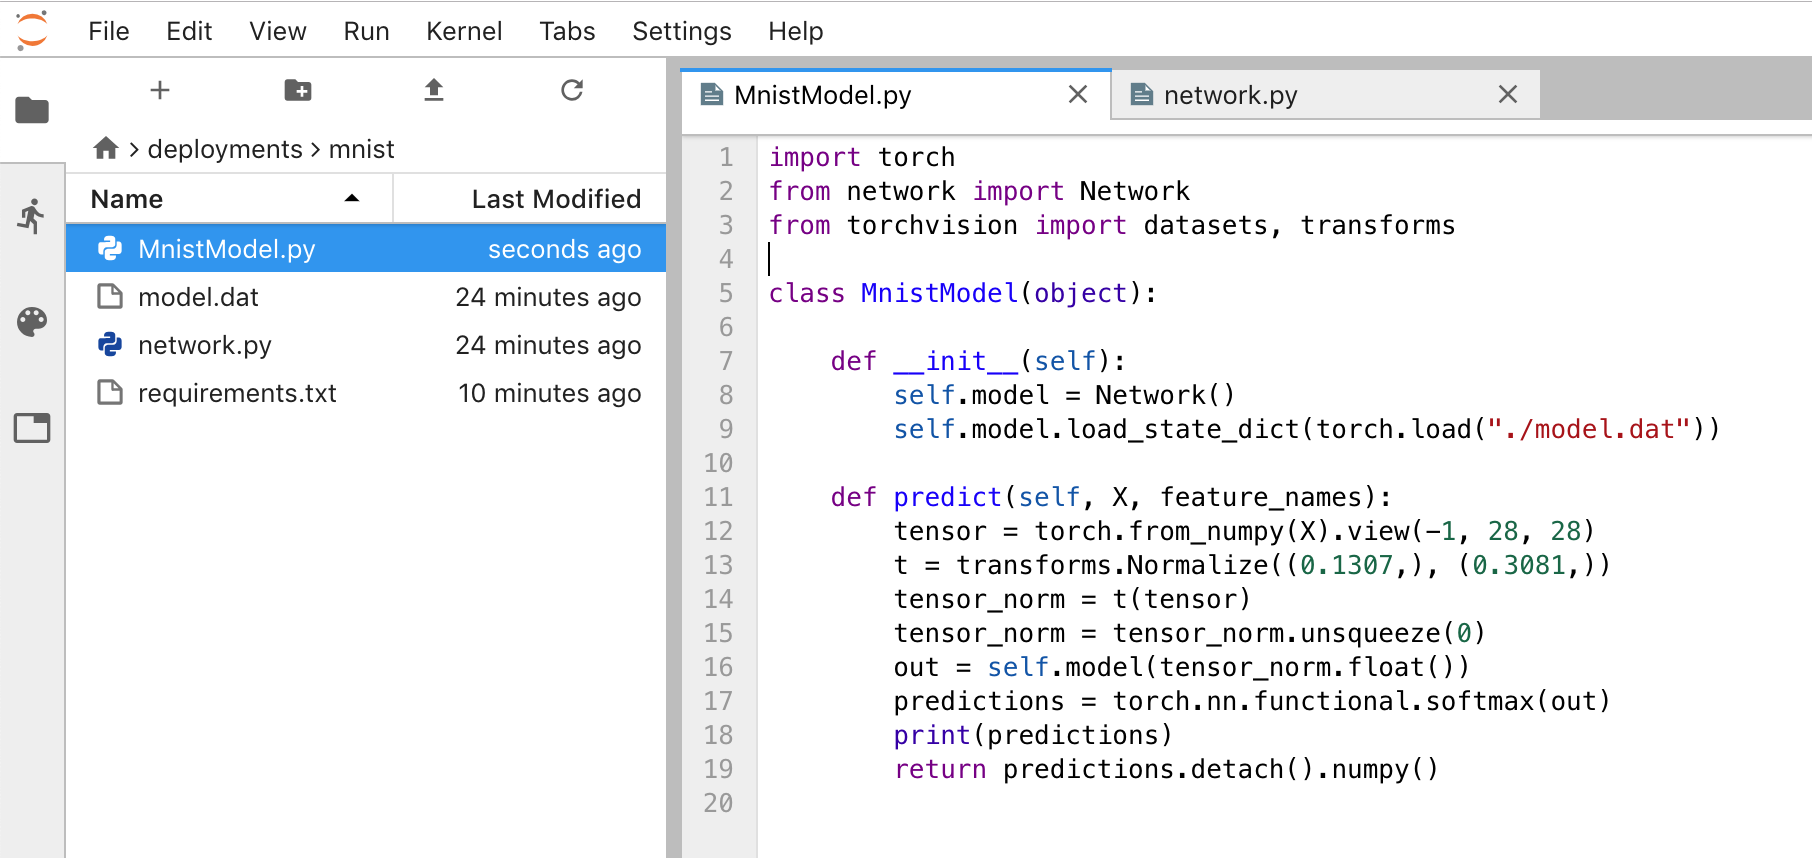 File Edit View Run Kernel Tabs Settings Help
deployments > mnist
Name Last Modified
MnistModel.py seconds ago
model.dat 24 minutes ago
network.py 24 minutes ago
requirements.txt 10 minutes ago
MnistModel.py network.py
1 import torch
2 from network import Network
3 from torchvision import datasets, transforms
4
5 class MnistModel(object):
6
7     def __init__(self):
8         self.model = Network()
9         self.model.load_state_dict(torch.load("./model.dat"))
10
11     def predict(self, X, feature_names):
12         tensor = torch.from_numpy(X).view(-1, 28, 28)
13         t = transforms.Normalize((0.1307,), (0.3081,))
14         tensor_norm = t(tensor)
15         tensor_norm = tensor_norm.unsqueeze(0)
16         out = self.model(tensor_norm.float())
17         predictions = torch.nn.functional.softmax(out)
18         print(predictions)
19         return predictions.detach().numpy()
20